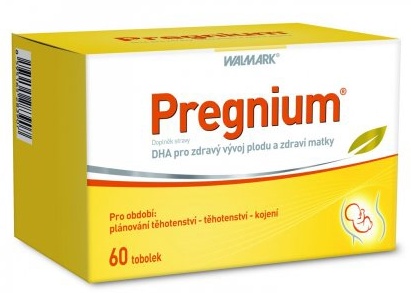 WALMARK
Pregnium®
Doplněk stravy
DHA pro zdravý vývoj plodu a zdraví matky
Pro období:
plánování těhotenství - těhotenství - kojení
60 tobolek